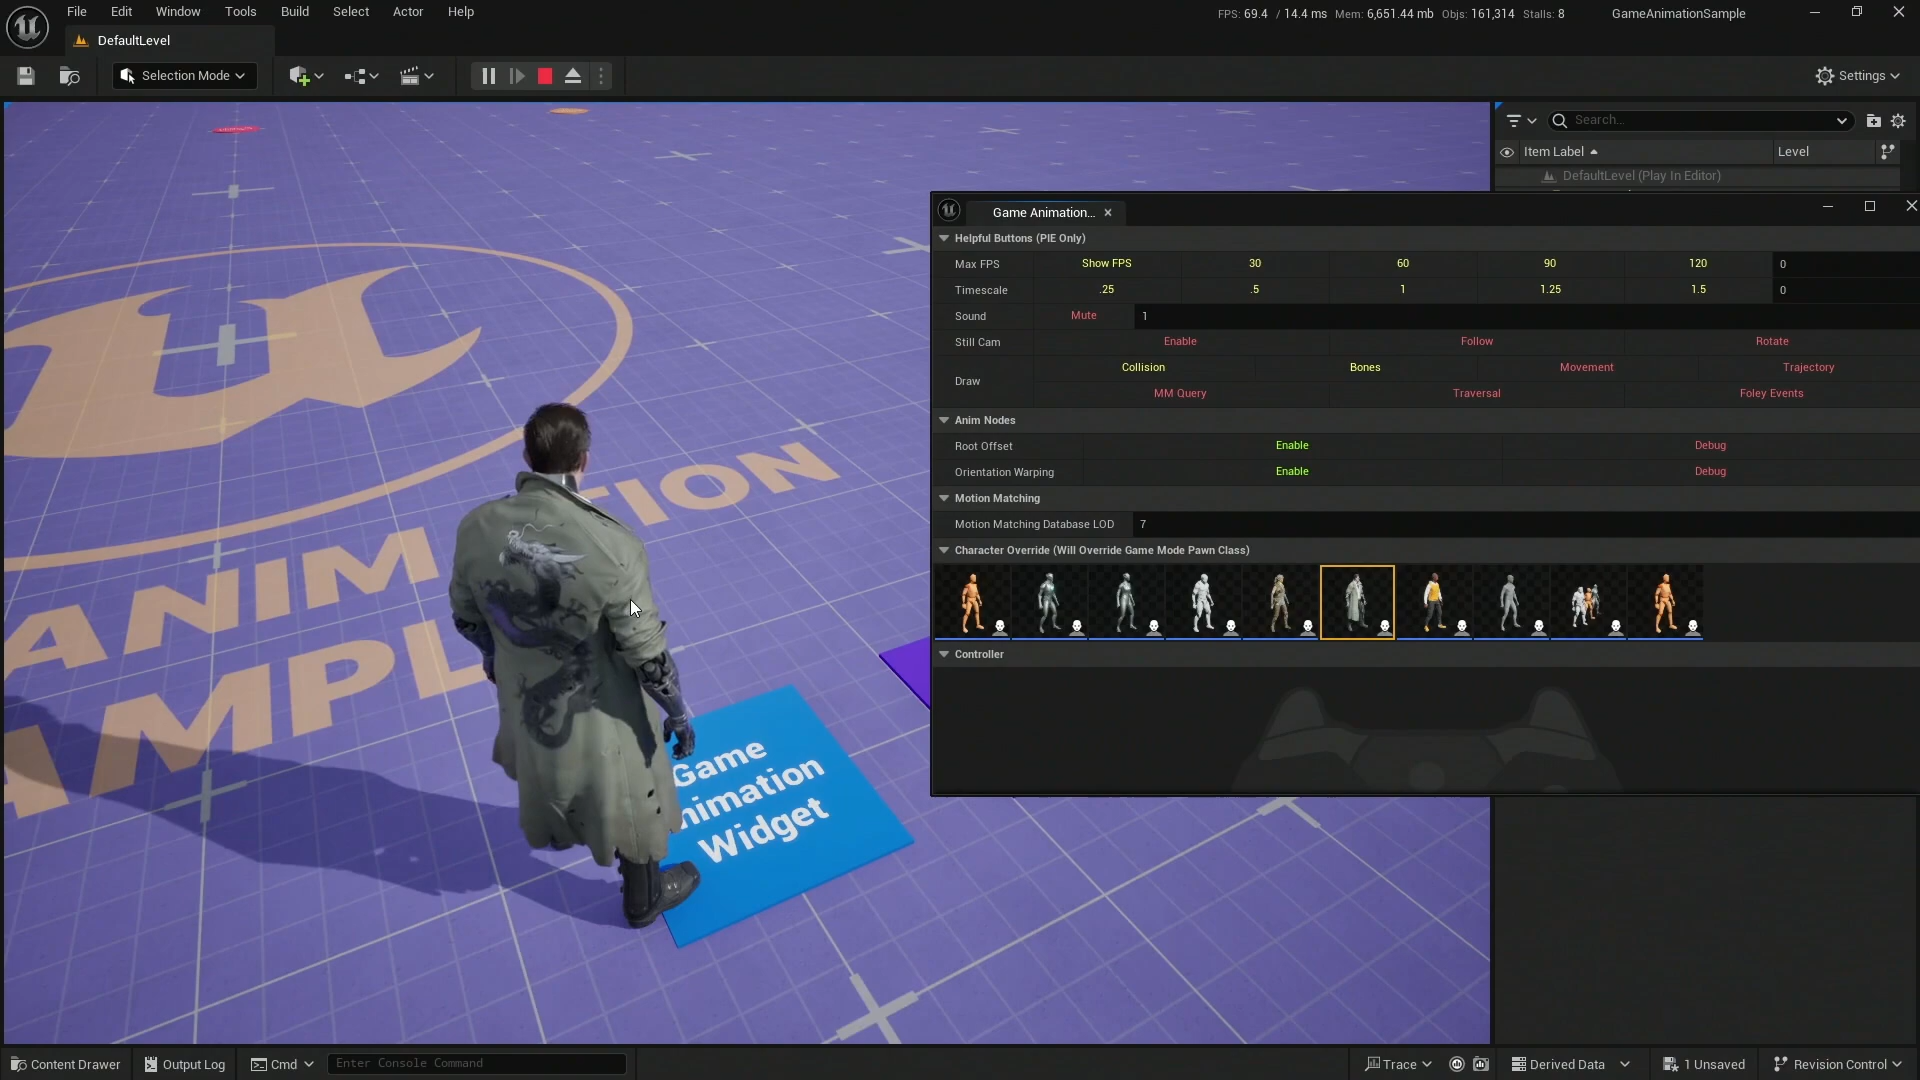 File Edit Window Tools Build Select Actor Help
FPS: 69.4 / 14.4 ms Mem: 6,651.44 mb Objs: 161,314 Stalls: 8
GameAnimationSample
DefaultLevel
Selection Mode
Settings
Search...
Item Label
Level
DefaultLevel (Play In Editor)
Game Animation...
Helpful Buttons (PIE Only)
Max FPS Show FPS 30 60 90 120 0
Timescale .25 .5 1 1.25 1.5 0
Sound Mute 1
Still Cam Enable Follow Rotate
Draw Collision Bones Movement Trajectory
MM Query Traversal Foley Events
Anim Nodes
Root Offset Enable Debug
Orientation Warping Enable Debug
Motion Matching
Motion Matching Database LOD 7
Character Override (Will Override Game Mode Pawn Class)
Controller
ANIM TION
AMPL
Game
nimation
Widget
Content Drawer Output Log Cmd Enter Console Command
Trace Derived Data 1 Unsaved Revision Control